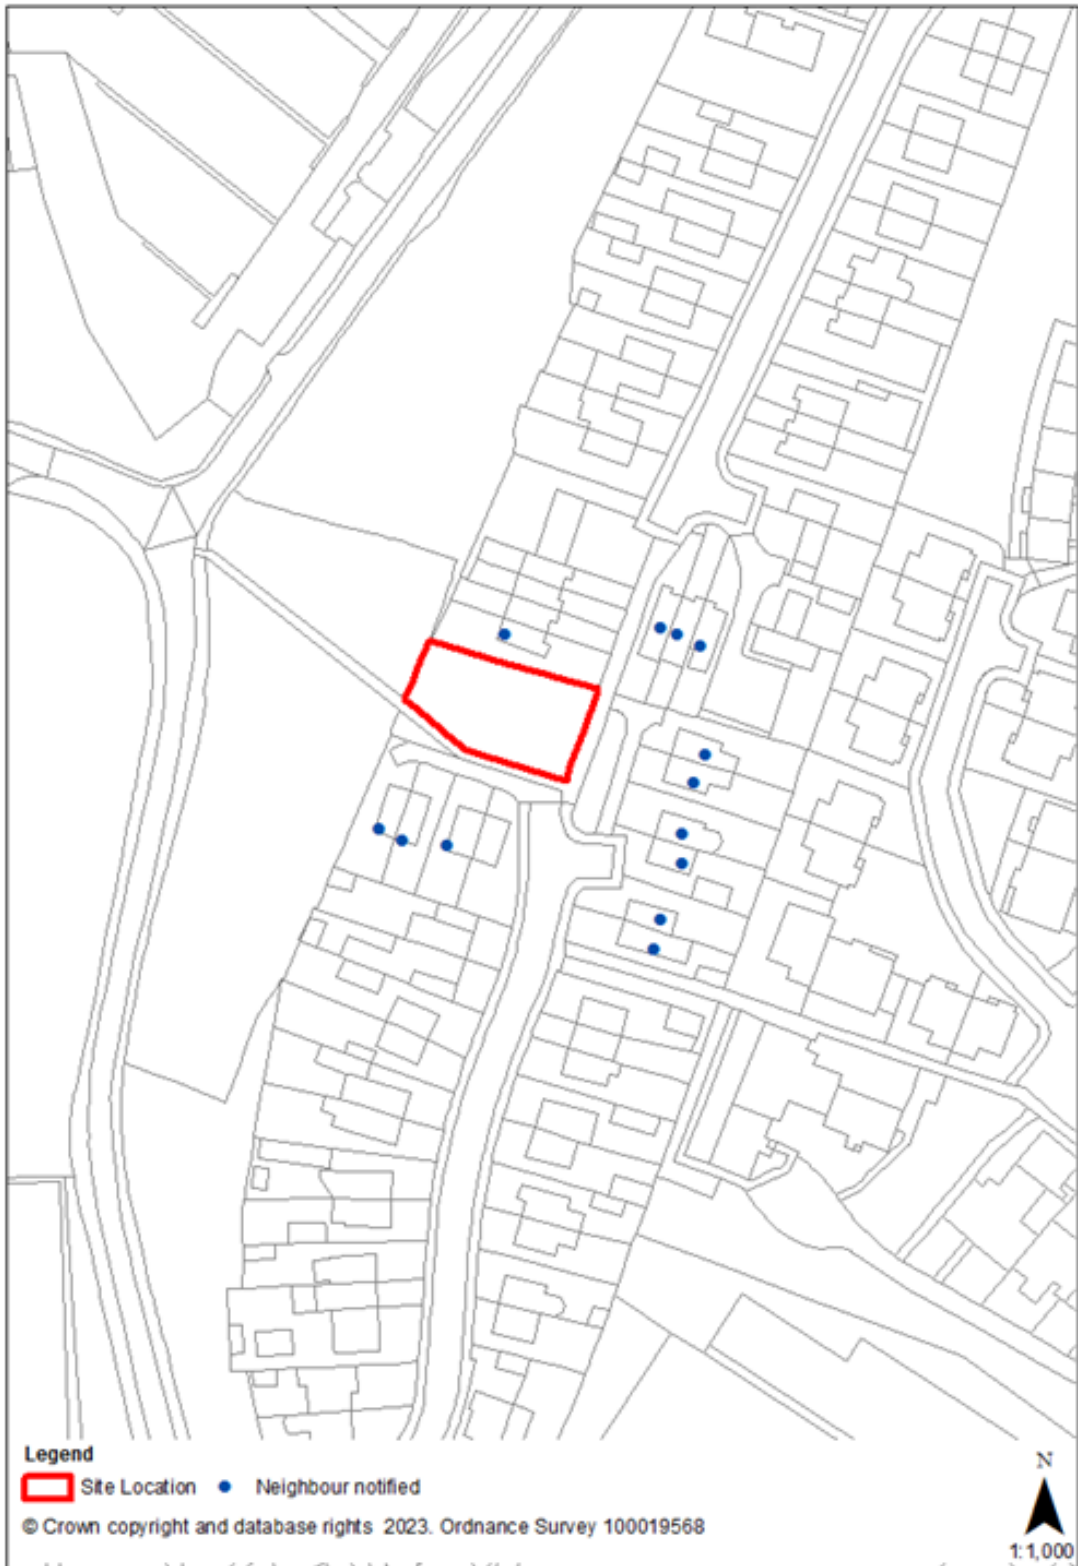 Legend
Site Location Neighbour notified
© Crown copyright and database rights 2023. Ordnance Survey 100019568
N
1:1,000